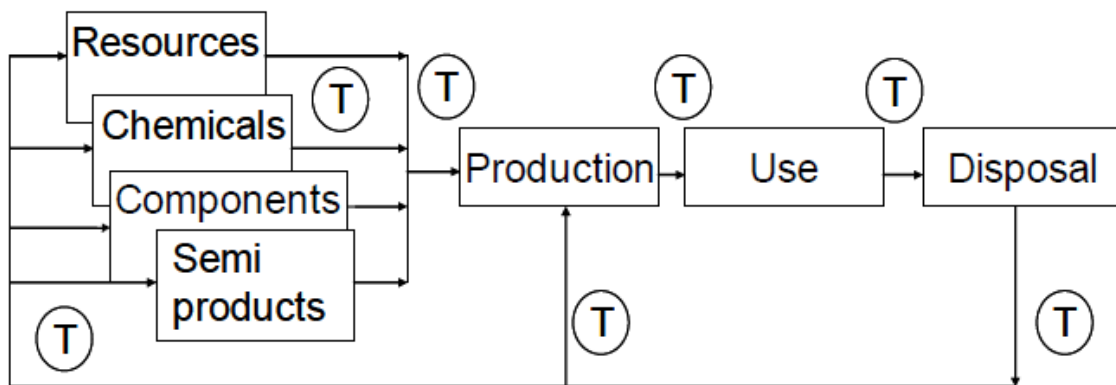 Resources
T
T
T
T
Chemicals
Production
Use
Disposal
Components
Semi
products
T
T
T